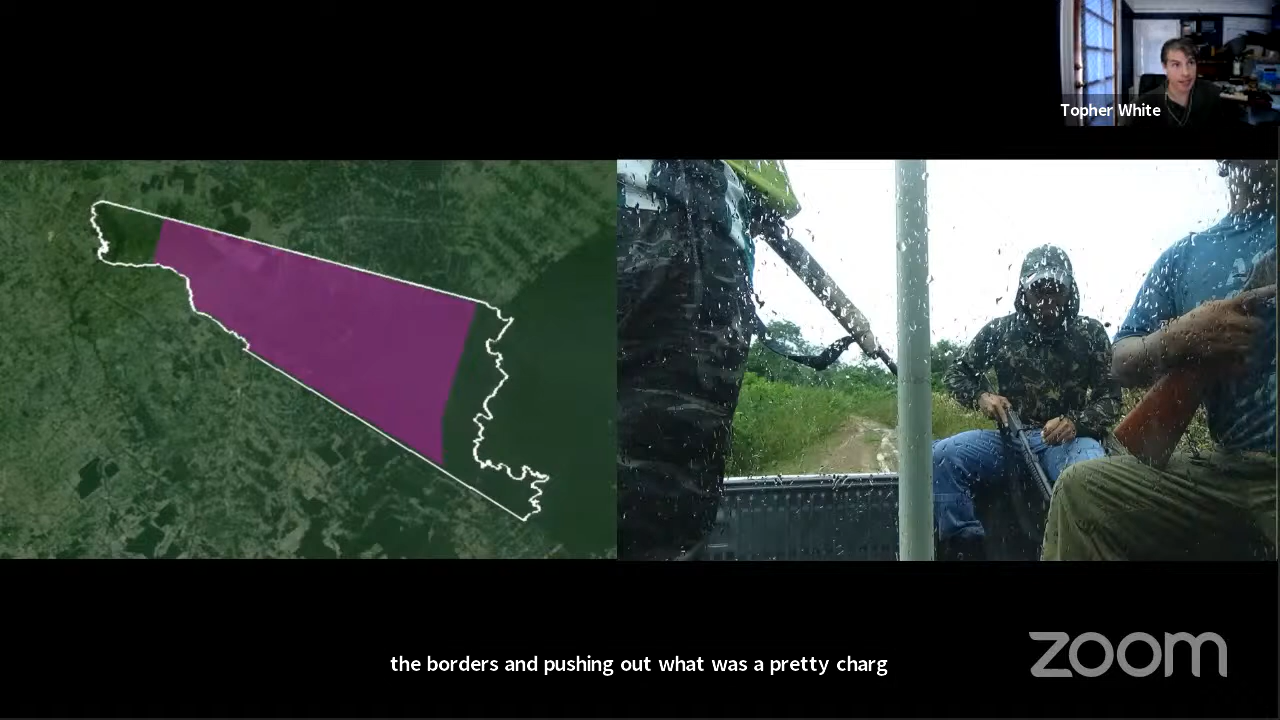 Topher White
the borders and pushing out what was a pretty charg
zoom